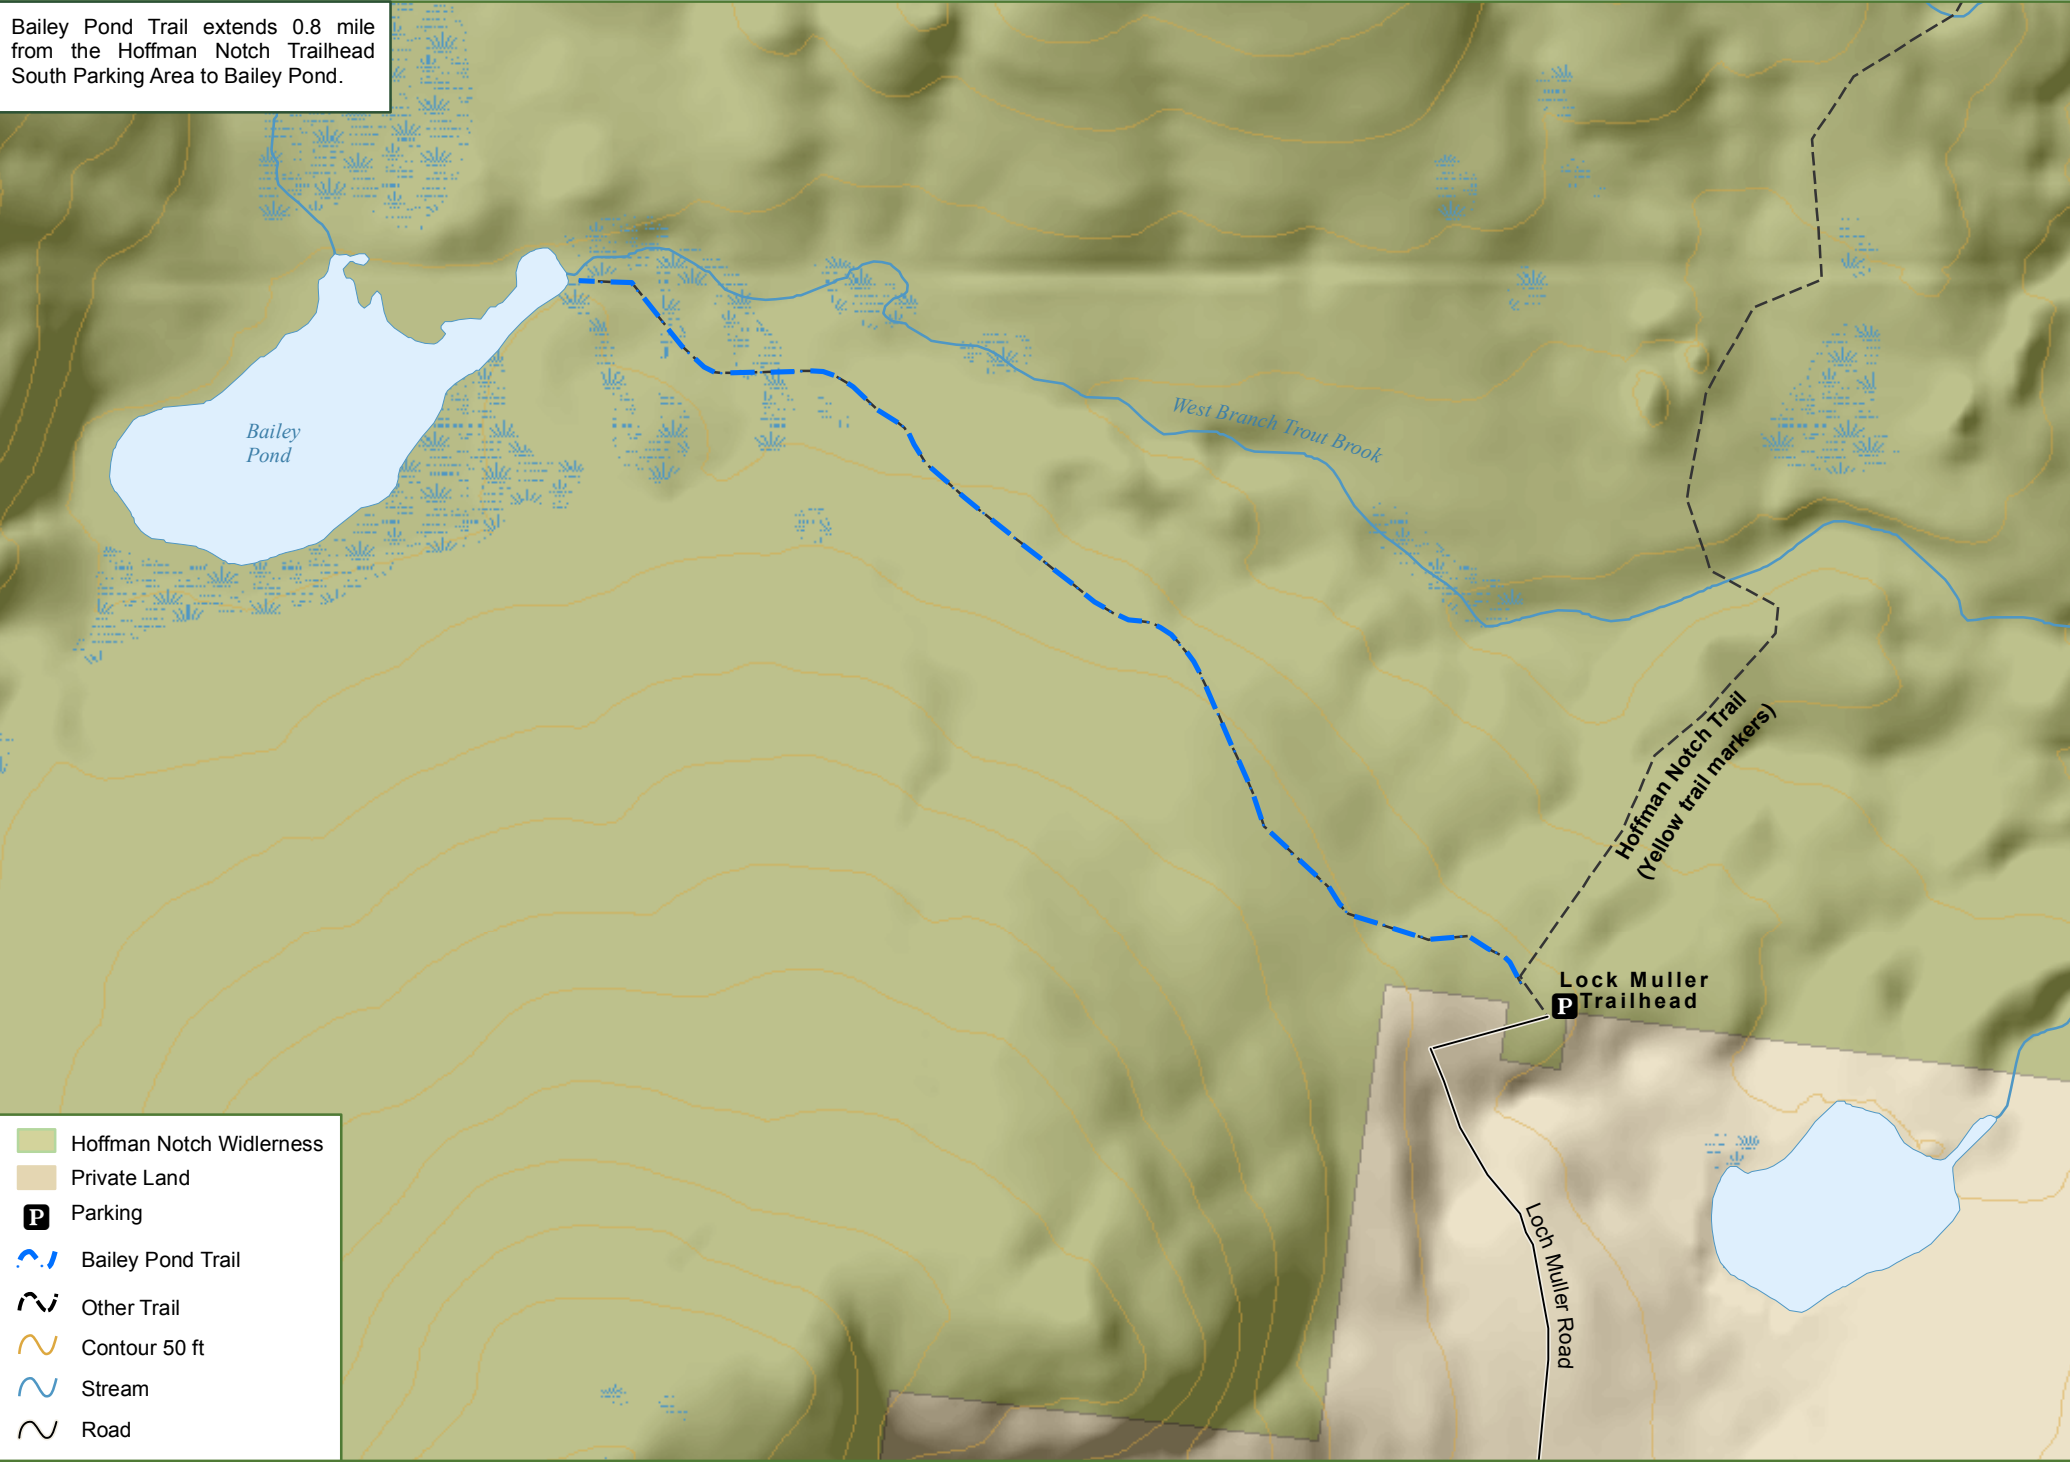 Bailey Pond Trail extends 0.8 mile
from the Hoffman Notch Trailhead
South Parking Area to Bailey Pond.
Bailey
Pond
West Branch Trout Brook
Hoffman Notch Trail
(Yellow trail markers)
Lock Muller
P Trailhead
Loch Muller Road
Hoffman Notch Widlerness
Private Land
P Parking
Bailey Pond Trail
Other Trail
Contour 50 ft
Stream
Road